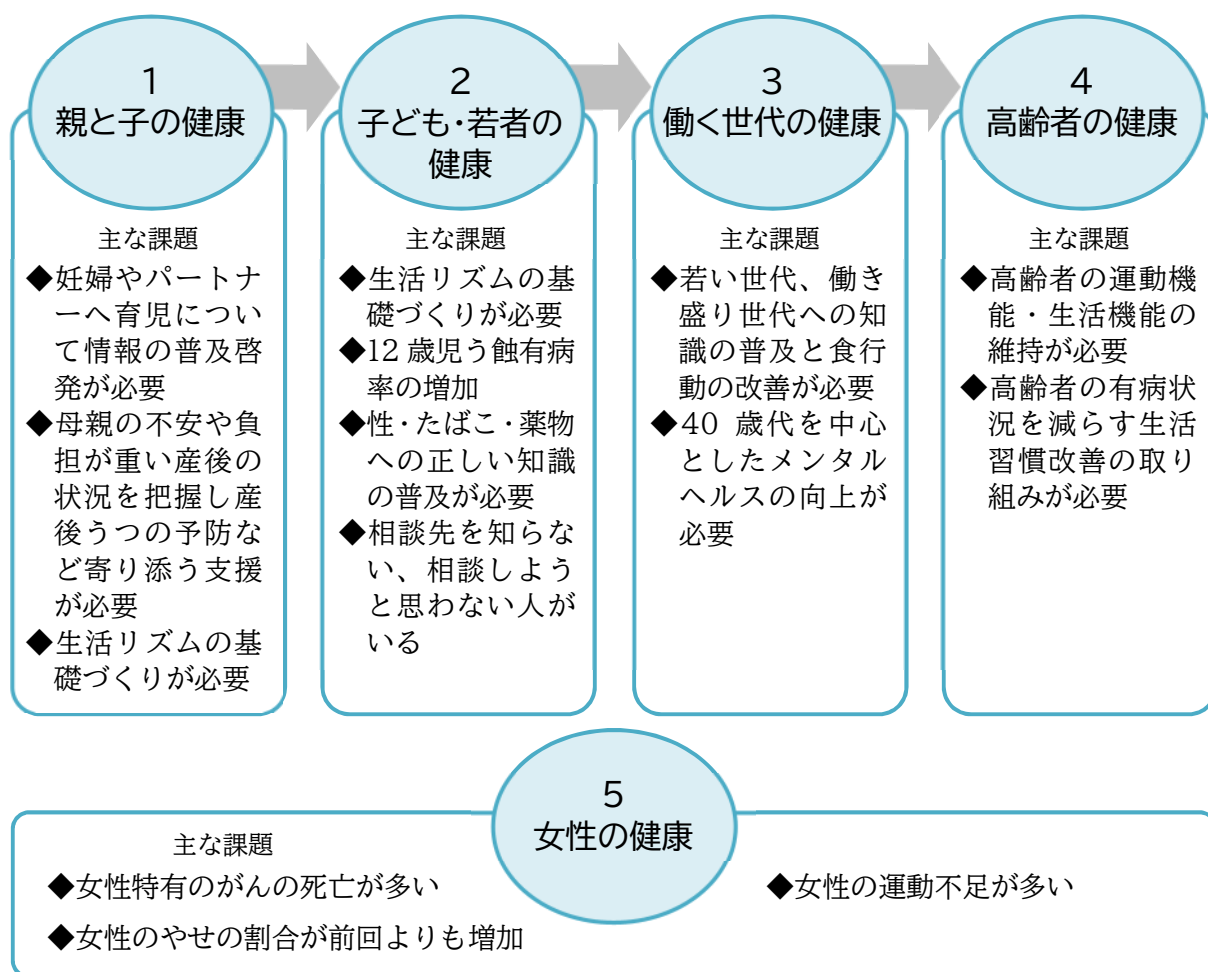 1
親と子の健康
主な課題
◆妊婦やパートナ
ーへ育児につい
て情報の普及啓
発が必要
◆母親の不安や負
担が重い産後の
状況を把握し産
後うつの予防な
ど寄り添う支援
が必要
◆生活リズムの基
礎づくりが必要
2
子ども・若者の
健康
主な課題
◆生活リズムの基
礎づくりが必要
◆12 歳児う蝕有病
率の増加
◆性・たばこ・薬物
への正しい知識
の普及が必要
◆相談先を知らな
い、相談しよう
と思わない人が
いる
3
働く世代の健康
主な課題
◆若い世代、働き
盛り世代への知
識の普及と食行
動の改善が必要
◆40 歳代を中心
としたメンタル
ヘルスの向上が
必要
4
高齢者の健康
主な課題
◆高齢者の運動機
能・生活機能の
維持が必要
◆高齢者の有病状
況を減らす生活
習慣改善の取り
組みが必要
5
女性の健康
主な課題
◆女性特有のがんの死亡が多い
◆女性のやせの割合が前回よりも増加
◆女性の運動不足が多い